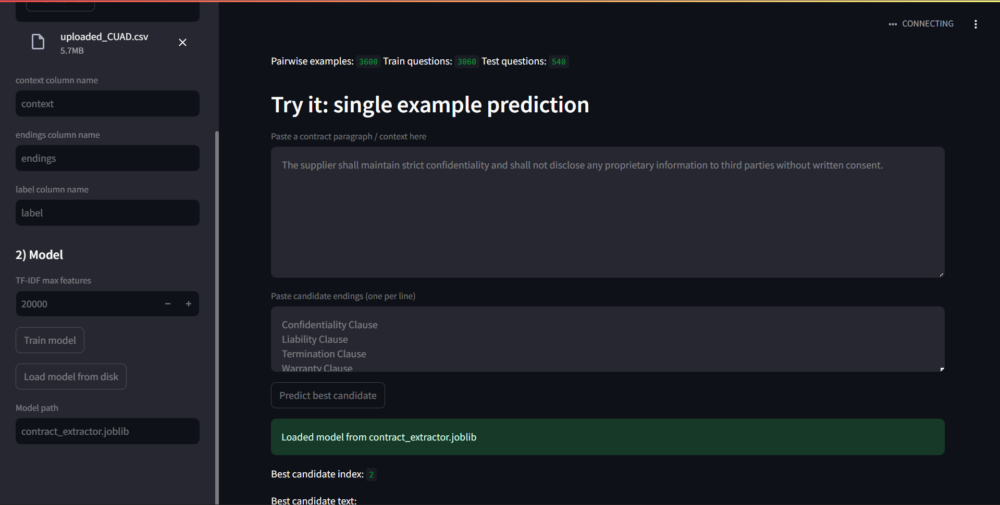 uploaded_CUAD.csv
5.7MB
context column name
context
endings column name
endings
label column name
label
2) Model
TF-IDF max features
20000
Train model
Load model from disk
Model path
contract_extractor.joblib
CONNECTING
Pairwise examples: 3600 Train questions: 3060 Test questions: 540
Try it: single example prediction
Paste a contract paragraph / context here
The supplier shall maintain strict confidentiality and shall not disclose any proprietary information to third parties without written consent.
Paste candidate endings (one per line)
Confidentiality Clause
Liability Clause
Termination Clause
Warranty Clause
Predict best candidate
Loaded model from contract_extractor.joblib
Best candidate index: 2
Best candidate text: